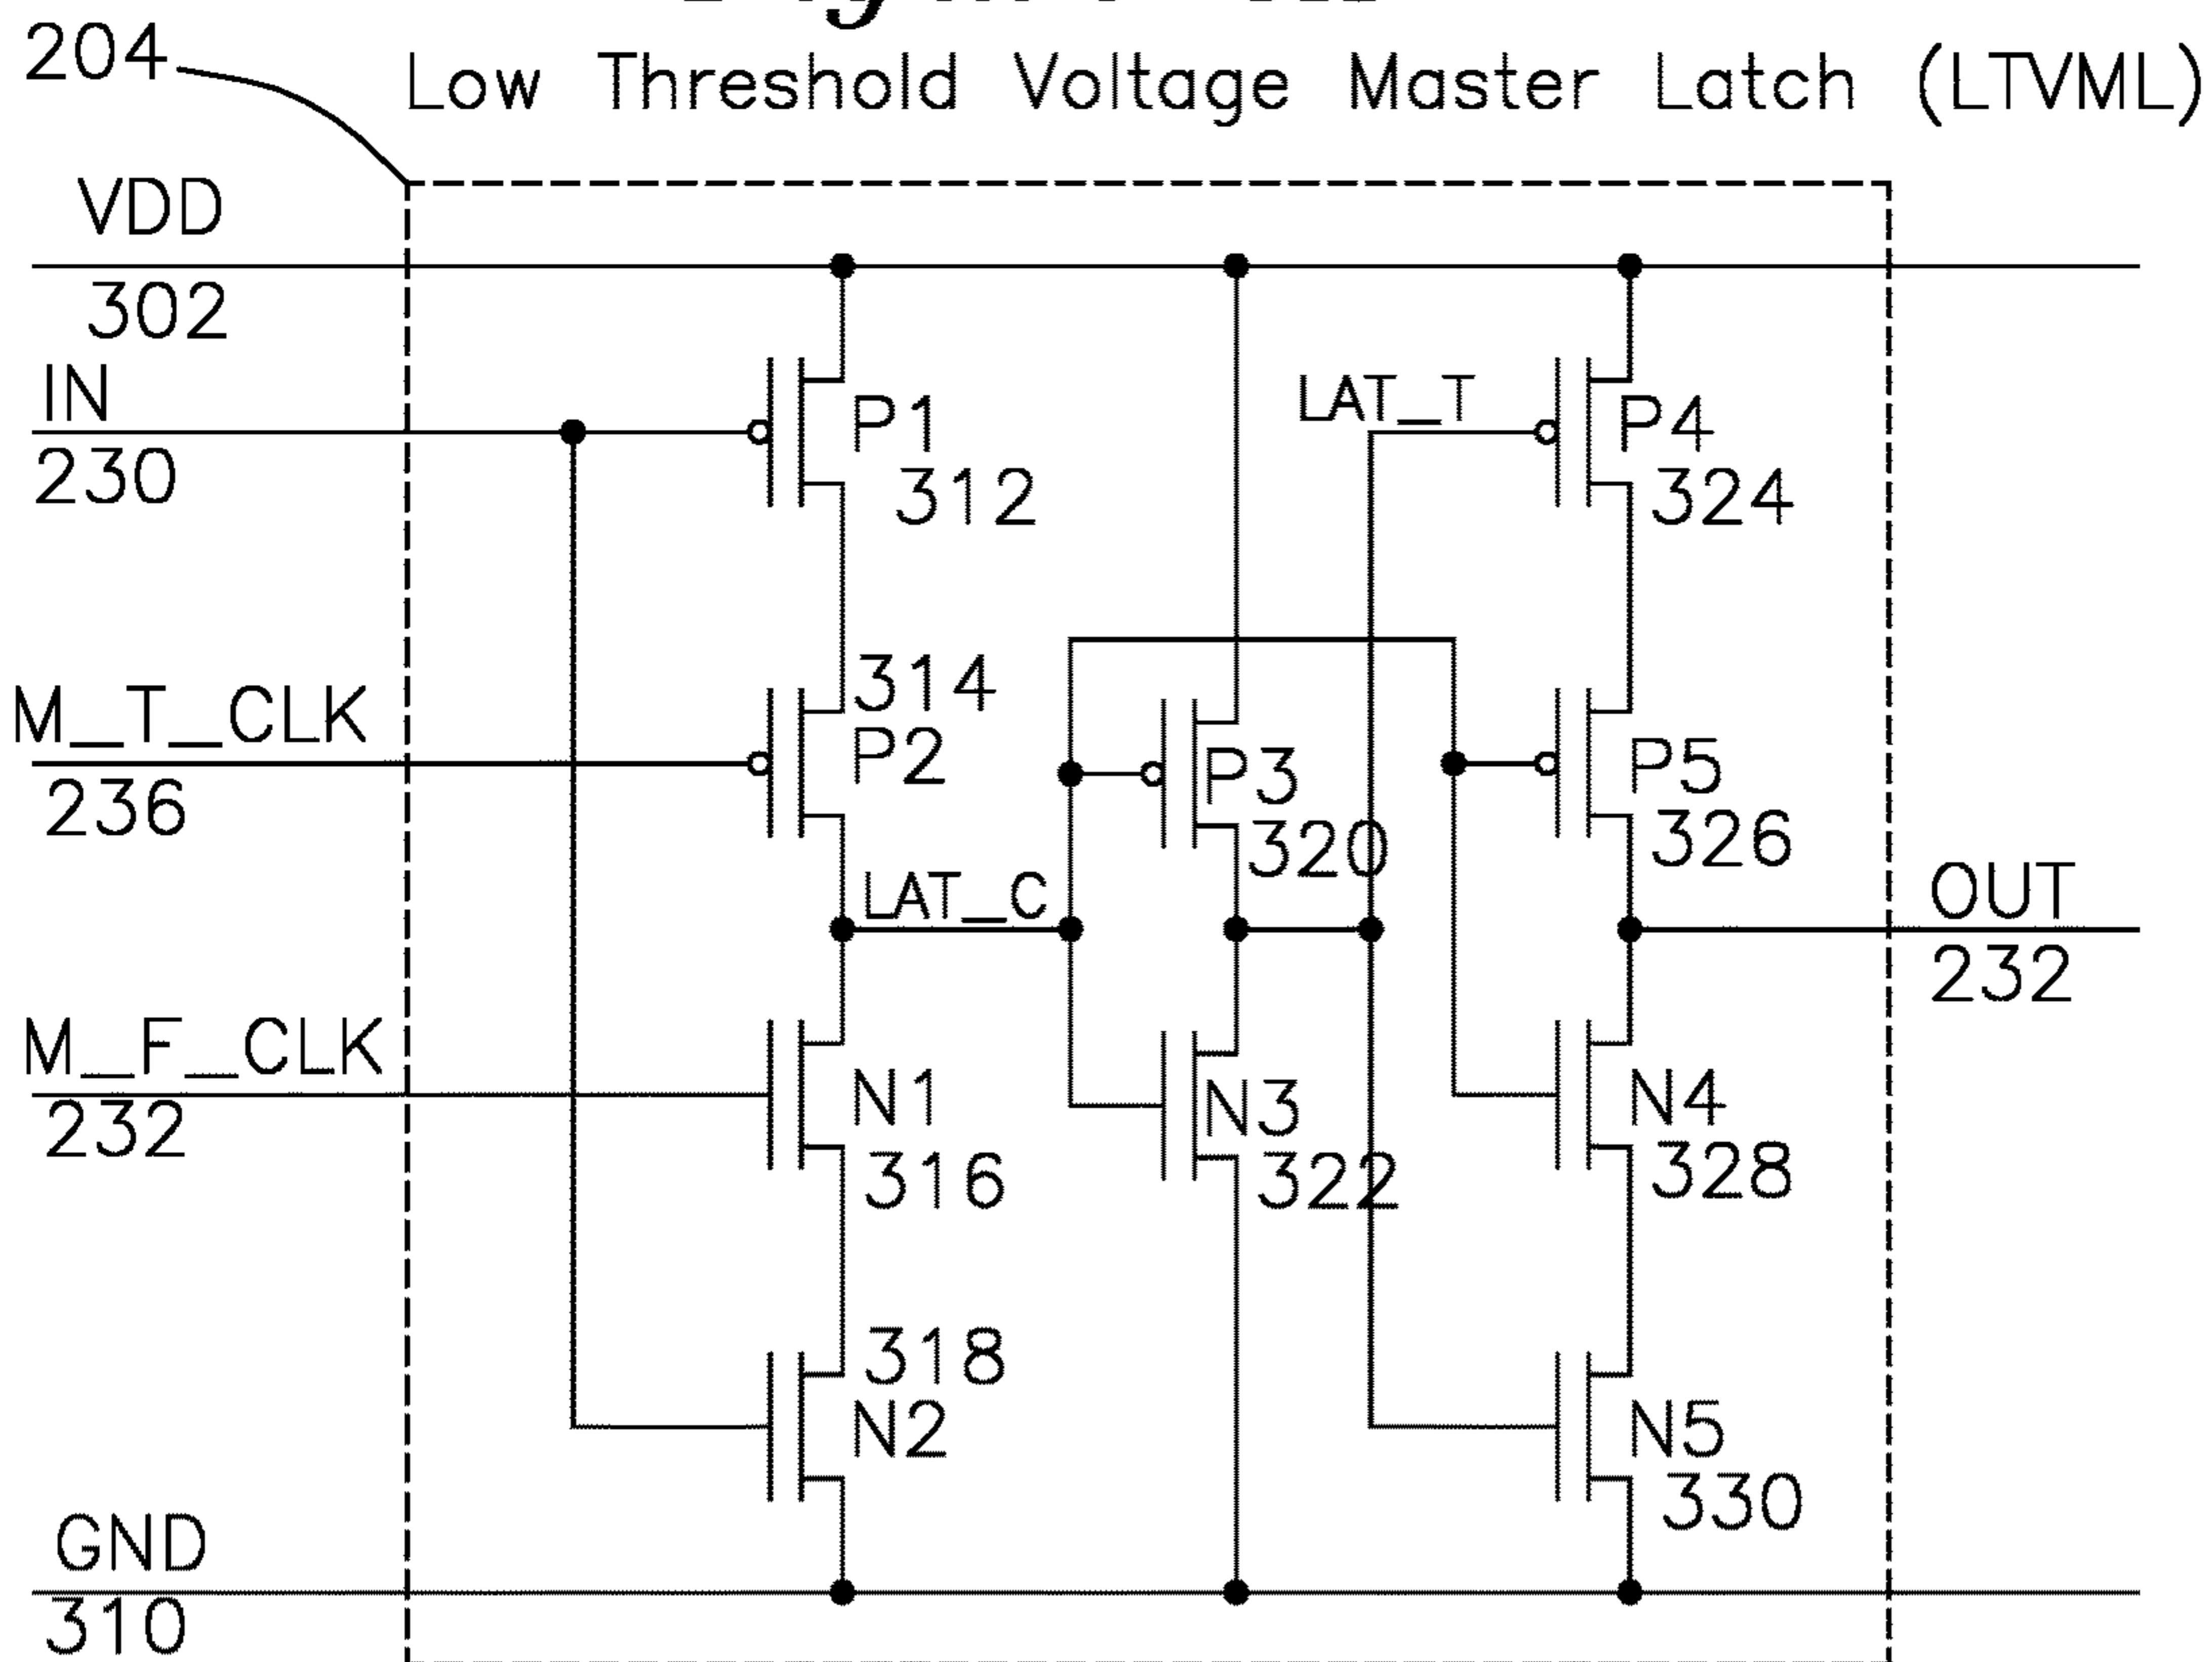 204
Low Threshold Voltage Master Latch (LTVML)
VDD
302
IN
230
P1
312
LAT_T
P4
324
M_T_CLK
236
314
P2
P3
320
P5
326
LAT_C
OUT
232
M_F_CLK
232
N1
316
N3
322
N4
328
318
N2
N5
330
GND
310